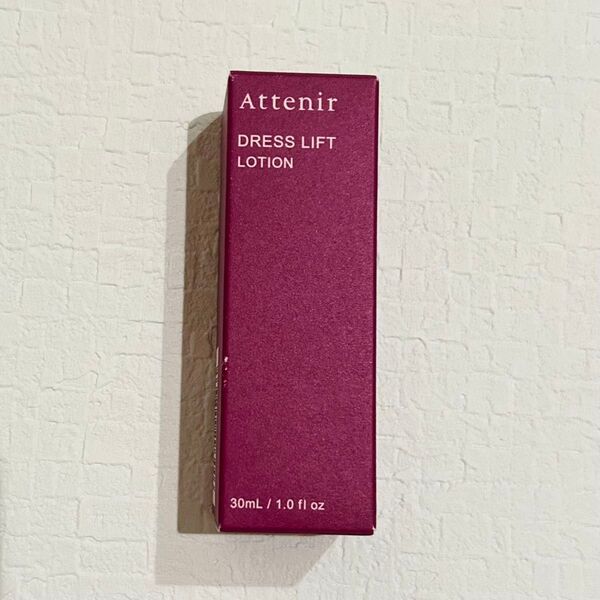 Attenir
DRESS LIFT
LOTION
30mL / 1.0 fl oz